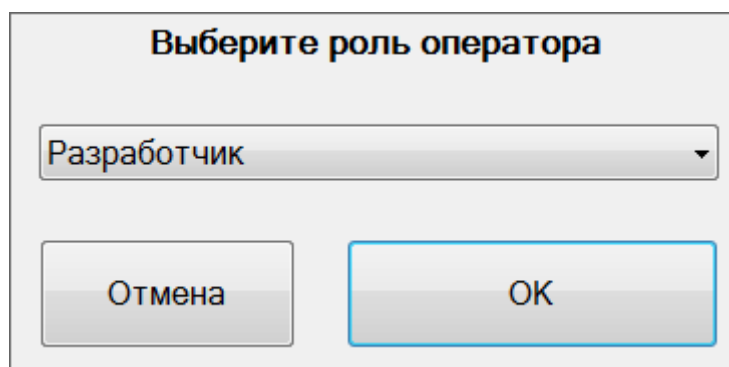 Выберите роль оператора
Разработчик
Отмена
OK